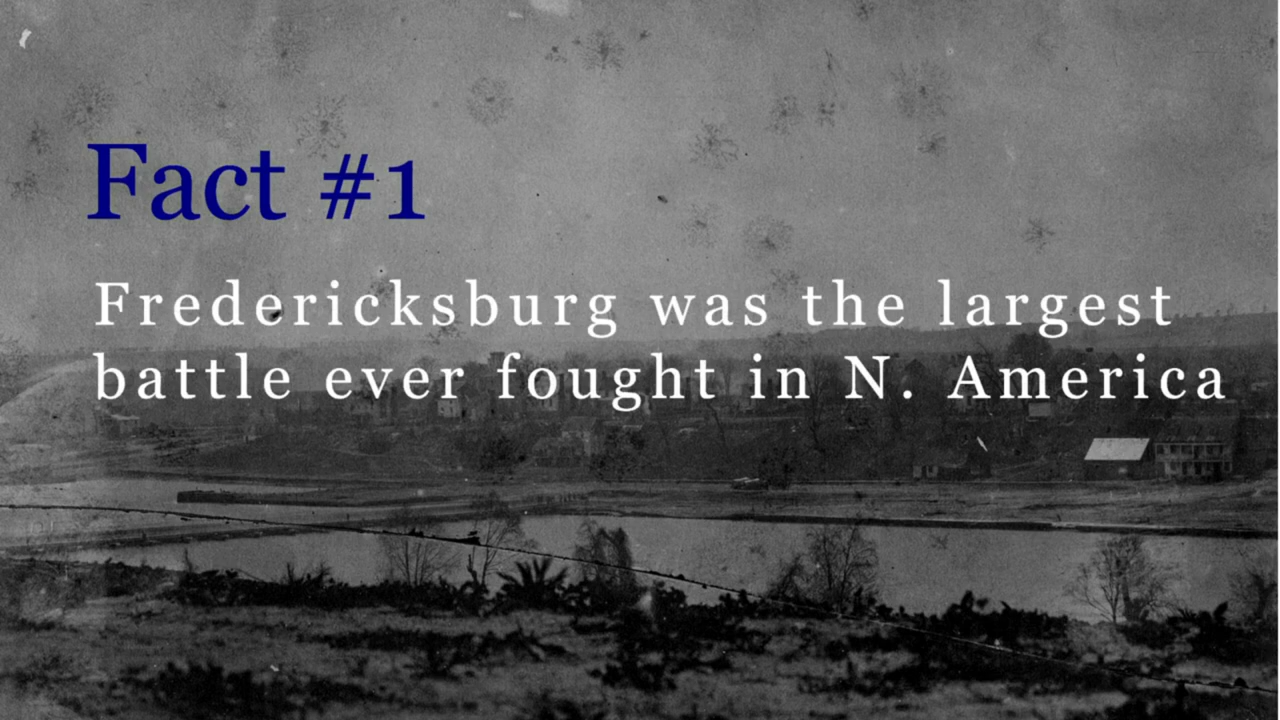 Fact #1
Fredericksburg was the largest
battle ever fought in N. America